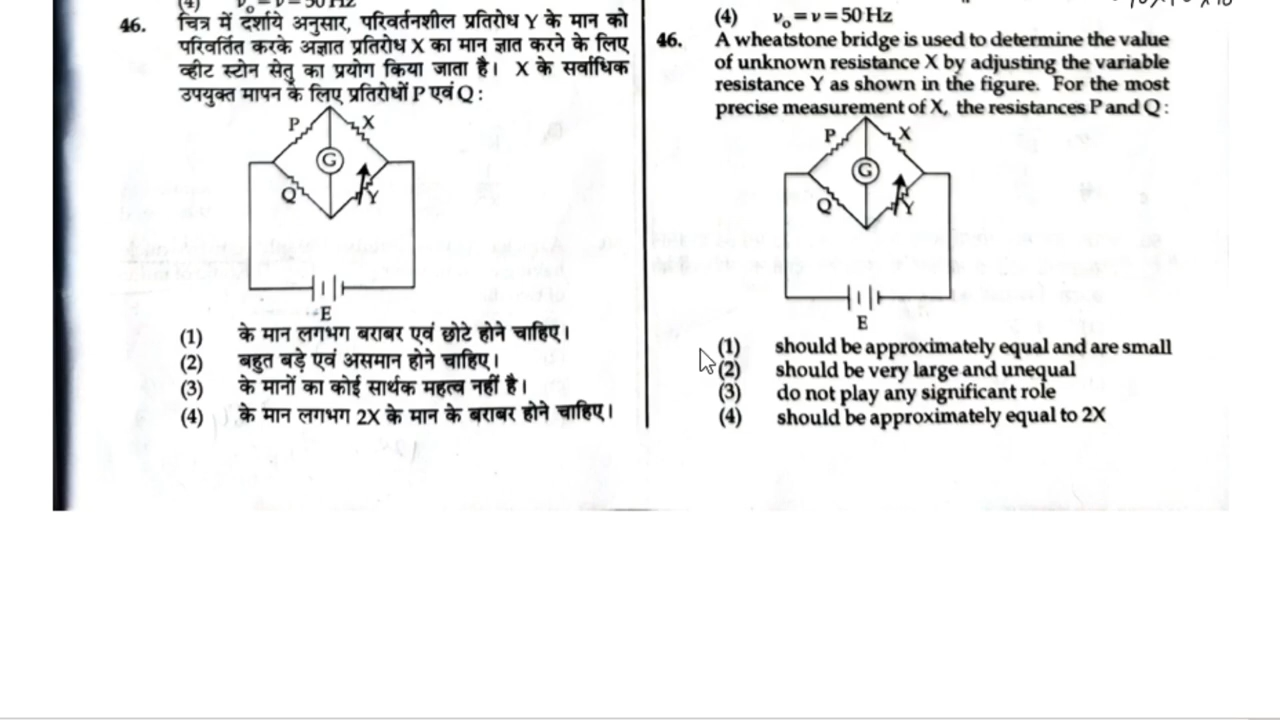 46. चित्र में दर्शाये अनुसार, परिवर्तनशील प्रतिरोध Y के मान को
परिवर्तित करके अज्ञात प्रतिरोध X का मान ज्ञात करने के लिए
व्हीट स्टोन सेतु का प्रयोग किया जाता है। X के सर्वाधिक
उपयुक्त मापन के लिए प्रतिरोधों P एवं Q :
P
X
G
Q
Y
E
(1) के मान लगभग बराबर एवं छोटे होने चाहिए।
(2) बहुत बड़े एवं असमान होने चाहिए।
(3) के मानों का कोई सार्थक महत्व नहीं है।
(4) के मान लगभग 2X के मान के बराबर होने चाहिए।
(4) νo = ν = 50 Hz
46. A wheatstone bridge is used to determine the value
of unknown resistance X by adjusting the variable
resistance Y as shown in the figure. For the most
precise measurement of X, the resistances P and Q :
P
X
G
Q
Y
E
(1) should be approximately equal and are small
(2) should be very large and unequal
(3) do not play any significant role
(4) should be approximately equal to 2X